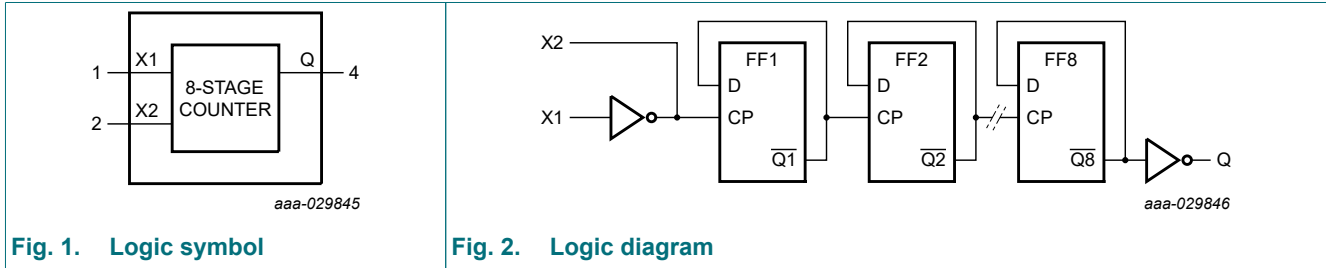 1
X1
Q
4
8-STAGE
COUNTER
2
X2
aaa-029845
Fig. 1. Logic symbol
X2
X1
FF1
D
CP
Q1
FF2
D
CP
Q2
FF8
D
CP
Q8
Q
aaa-029846
Fig. 2. Logic diagram